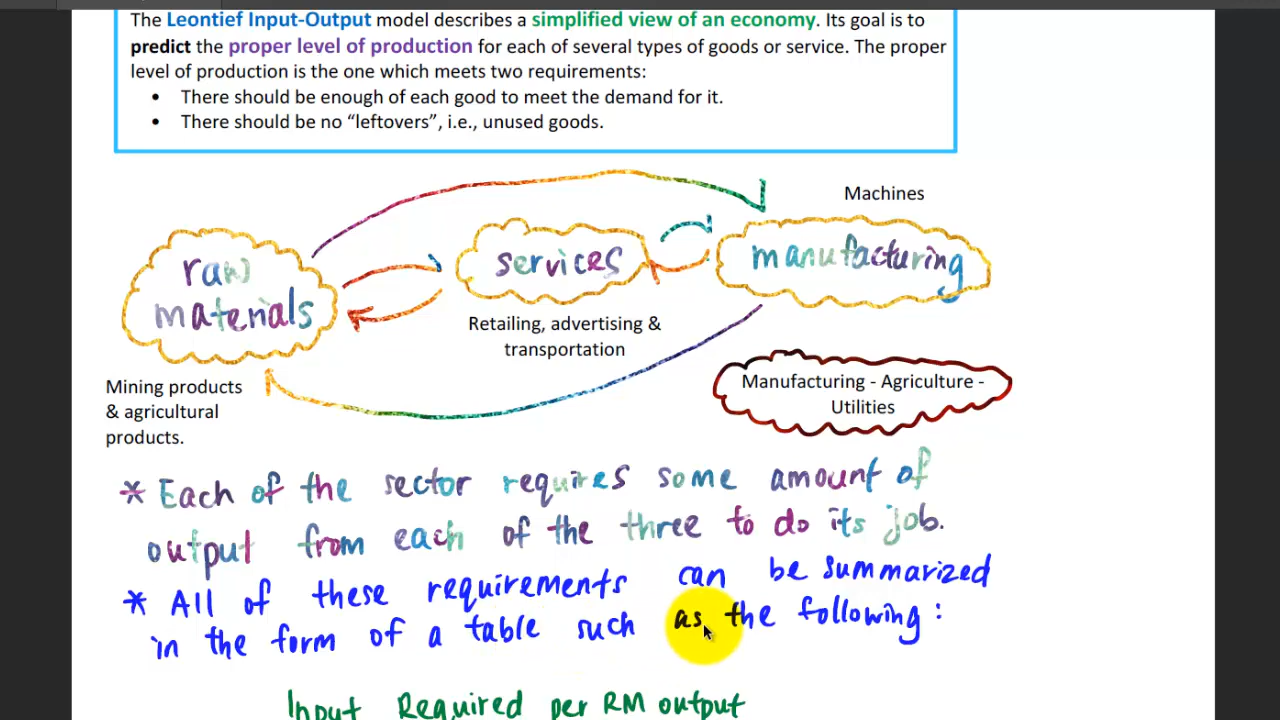 The Leontief Input-Output model describes a simplified view of an economy. Its goal is to
predict the proper level of production for each of several types of goods or service. The proper
level of production is the one which meets two requirements:
• There should be enough of each good to meet the demand for it.
• There should be no “leftovers”, i.e., unused goods.
Machines
raw
materials
services
manufacturing
Retailing, advertising &
transportation
Mining products
& agricultural
products.
Manufacturing - Agriculture -
Utilities
* Each of the sector requires some amount of
output from each of the three to do its job.
* All of these requirements can be summarized
in the form of a table such as the following:
Input Required per RM output